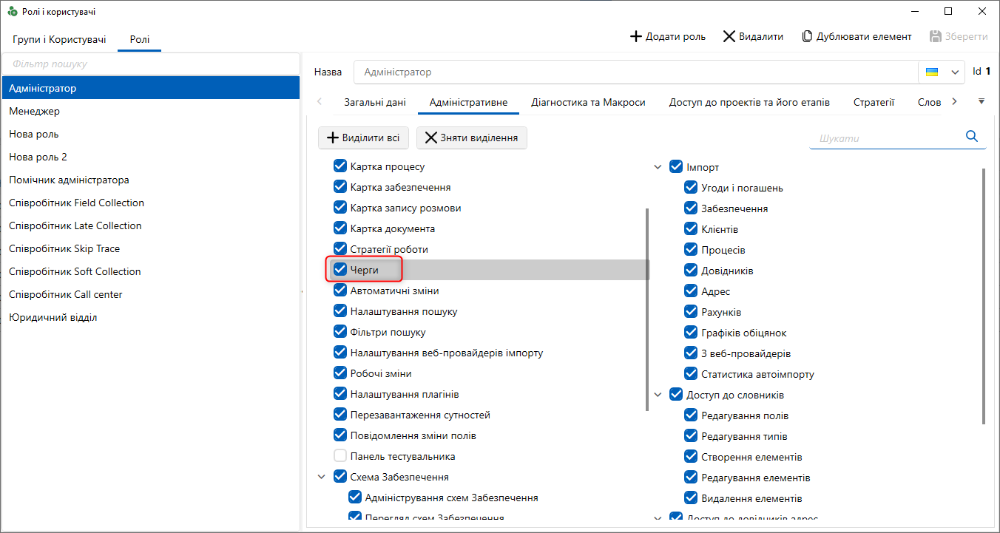 Ролі і користувачі
Групи і Користувачі
Ролі
Додати роль
Видалити
Дублювати елемент
Зберегти
Фільтр пошуку
Адміністратор
Менеджер
Нова роль
Нова роль 2
Помічник адміністратора
Співробітник Field Collection
Співробітник Late Collection
Співробітник Skip Trace
Співробітник Soft Collection
Співробітник Call center
Юридичний відділ
Назва
Адміністратор
Id 1
Загальні дані
Адміністративне
Діагностика та Макроси
Доступ до проектів та його етапів
Стратегії
Слов
Виділити всі
Зняти виділення
Шукати
Картка процесу
Картка забезпечення
Картка запису розмови
Картка документа
Стратегії роботи
Черги
Автоматичні зміни
Налаштування пошуку
Фільтри пошуку
Налаштування веб-провайдерів імпорту
Робочі зміни
Налаштування плагінів
Перезавантаження сутностей
Повідомлення зміни полів
Панель тестувальника
Схема Забезпечення
Адміністрування схем Забезпечення
Перегляд схем Забезпечення
Імпорт
Угоди і погашень
Забезпечення
Клієнтів
Процесів
Довідників
Адрес
Рахунків
Графіків обіцянок
З веб-провайдерів
Статистика автоімпорту
Доступ до словників
Редагування полів
Редагування типів
Створення елементів
Редагування елементів
Видалення елементів
Доступ до довідників адрес